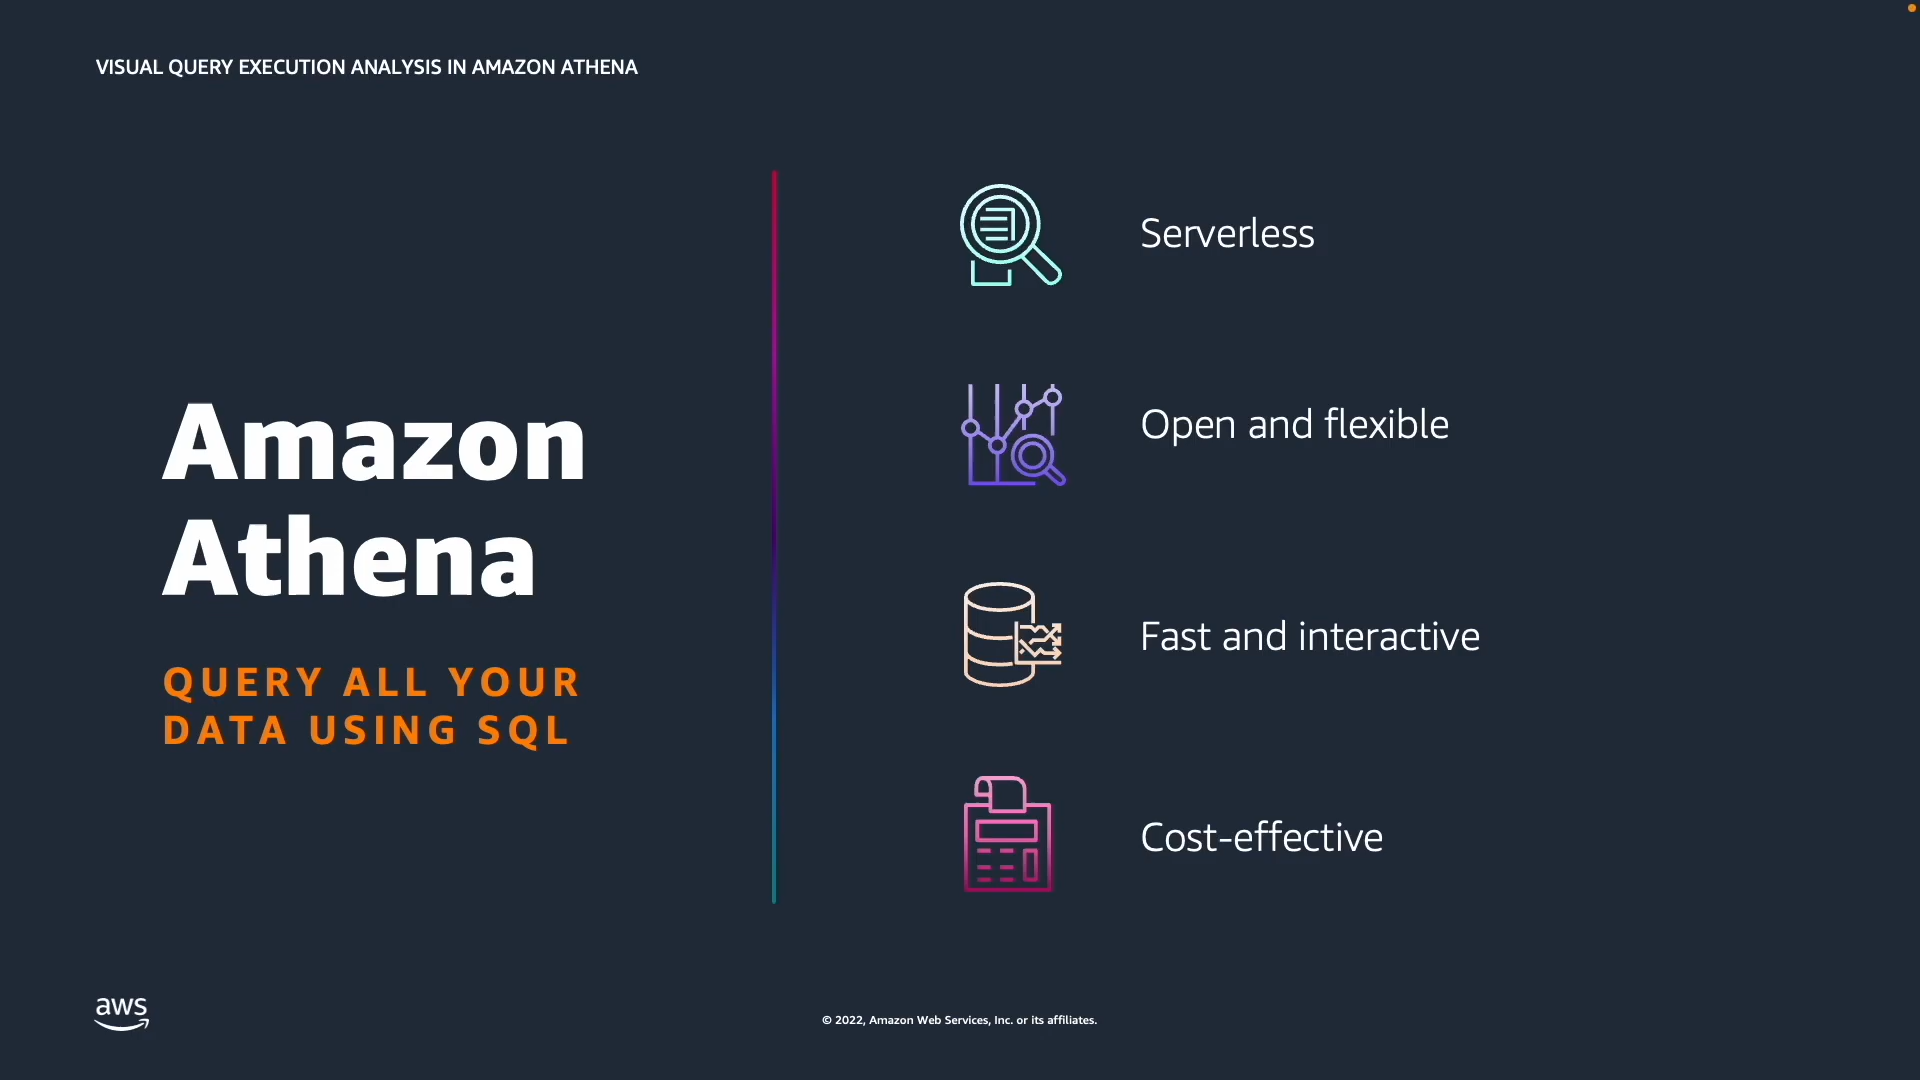 VISUAL QUERY EXECUTION ANALYSIS IN AMAZON ATHENA
Amazon
Athena
QUERY ALL YOUR
DATA USING SQL
Serverless
Open and flexible
Fast and interactive
Cost-effective
aws
© 2022, Amazon Web Services, Inc. or its affiliates.